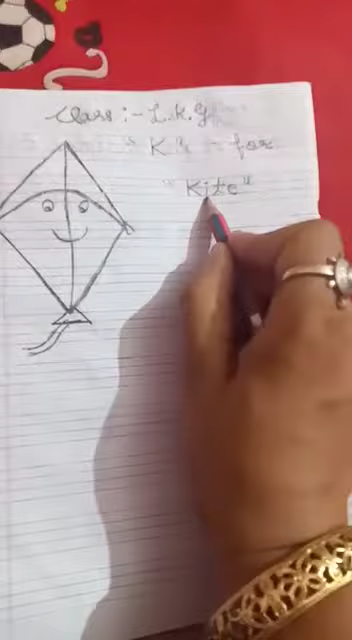 Class :- L.K.G
"K" - for
"Kite"